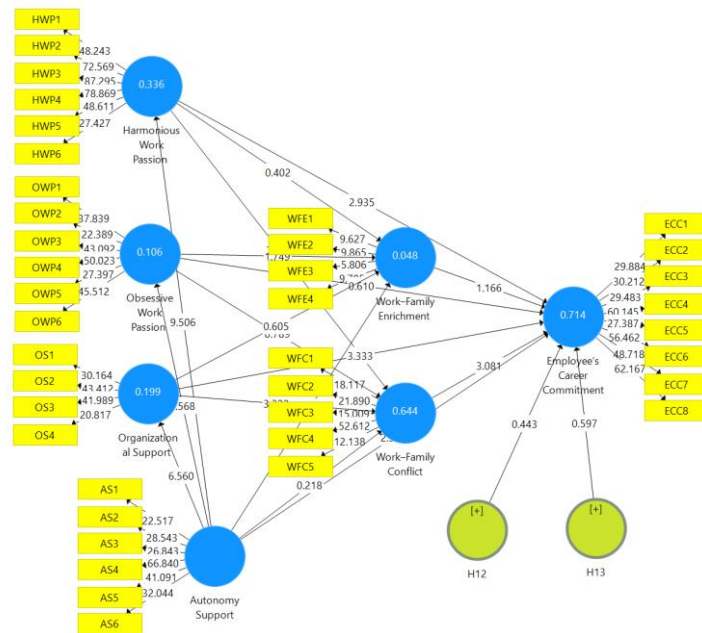 HWP1
HWP2
HWP3
HWP4
HWP5
HWP6
48.243
72.569
87.295
78.869
48.611
27.427
0.336
Harmonious
Work
Passion
OWP1
OWP2
OWP3
OWP4
OWP5
OWP6
37.839
22.389
43.092
50.023
27.397
45.512
0.106
Obsessive
Work
Passion
OS1
OS2
OS3
OS4
30.164
43.412
41.989
20.817
0.199
Organization
al Support
AS1
AS2
AS3
AS4
AS5
AS6
22.517
28.543
26.843
66.840
41.091
32.044
Autonomy
Support
9.506
6.560
0.402
2.935
1.749
0.610
0.605
3.333
0.218
WFE1
WFE2
WFE3
WFE4
9.627
9.865
5.806
0.048
Work–Family
Enrichment
WFC1
WFC2
WFC3
WFC4
WFC5
18.117
21.890
15.009
52.612
12.138
0.644
Work–Family
Conflict
1.166
3.081
0.714
Employee's
Career
Commitment
ECC1
ECC2
ECC3
ECC4
ECC5
ECC6
ECC7
ECC8
29.884
30.212
29.483
60.145
27.387
56.462
48.718
62.167
0.443
0.597
[+]
H12
[+]
H13